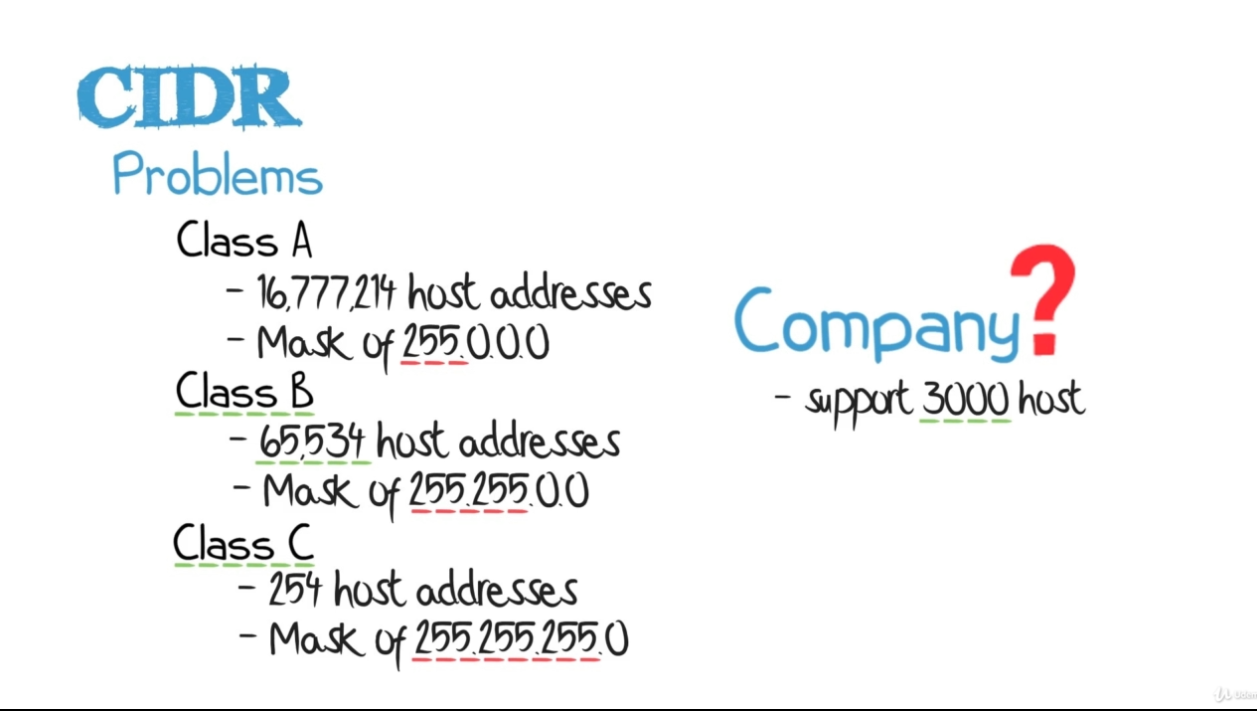 CIDR
Problems
Class A
- 16,777,214 host addresses
- Mask of 255.0.0.0
Class B
- 65,534 host addresses
- Mask of 255.255.0.0
Class C
- 254 host addresses
- Mask of 255.255.255.0
Company?
- support 3000 host